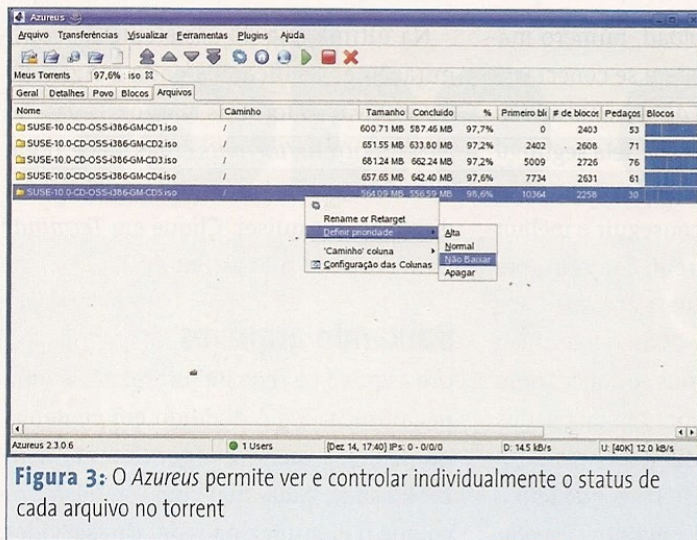 Azureus
Arquivo Transferências Visualizar Ferramentas Plugins Ajuda
Meus Torrents 97,6% : iso
Geral Detalhes Povo Blocos Arquivos
Nome Caminho Tamanho Concluído % Primeiro blo # de blocos Pedaços Blocos
SUSE-10.0-CD-OSS-i386-GM-CD1.iso / 600.71 MB 587.46 MB 97,7% 0 2403 53
SUSE-10.0-CD-OSS-i386-GM-CD2.iso / 651.55 MB 633.80 MB 97,2% 2402 2608 71
SUSE-10.0-CD-OSS-i386-GM-CD3.iso / 681.24 MB 662.24 MB 97,2% 5009 2726 76
SUSE-10.0-CD-OSS-i386-GM-CD4.iso / 657.65 MB 642.40 MB 97,6% 7734 2631 61
SUSE-10.0-CD-OSS-i386-GM-CD5.iso / 564.09 MB 556.59 MB 98,6% 10364 2258 30
Rename or Retarget
Definir prioridade
'Caminho' coluna
Configuração das Colunas
Alta
Normal
Não Baixar
Apagar
Azureus 2.3.0.6 1 Users {Dez 14, 17:40} IPs: 0 - 0/0/0 D: 14.5 kB/s U: [40K] 12.0 kB/s
Figura 3: O Azureus permite ver e controlar individualmente o status de
cada arquivo no torrent